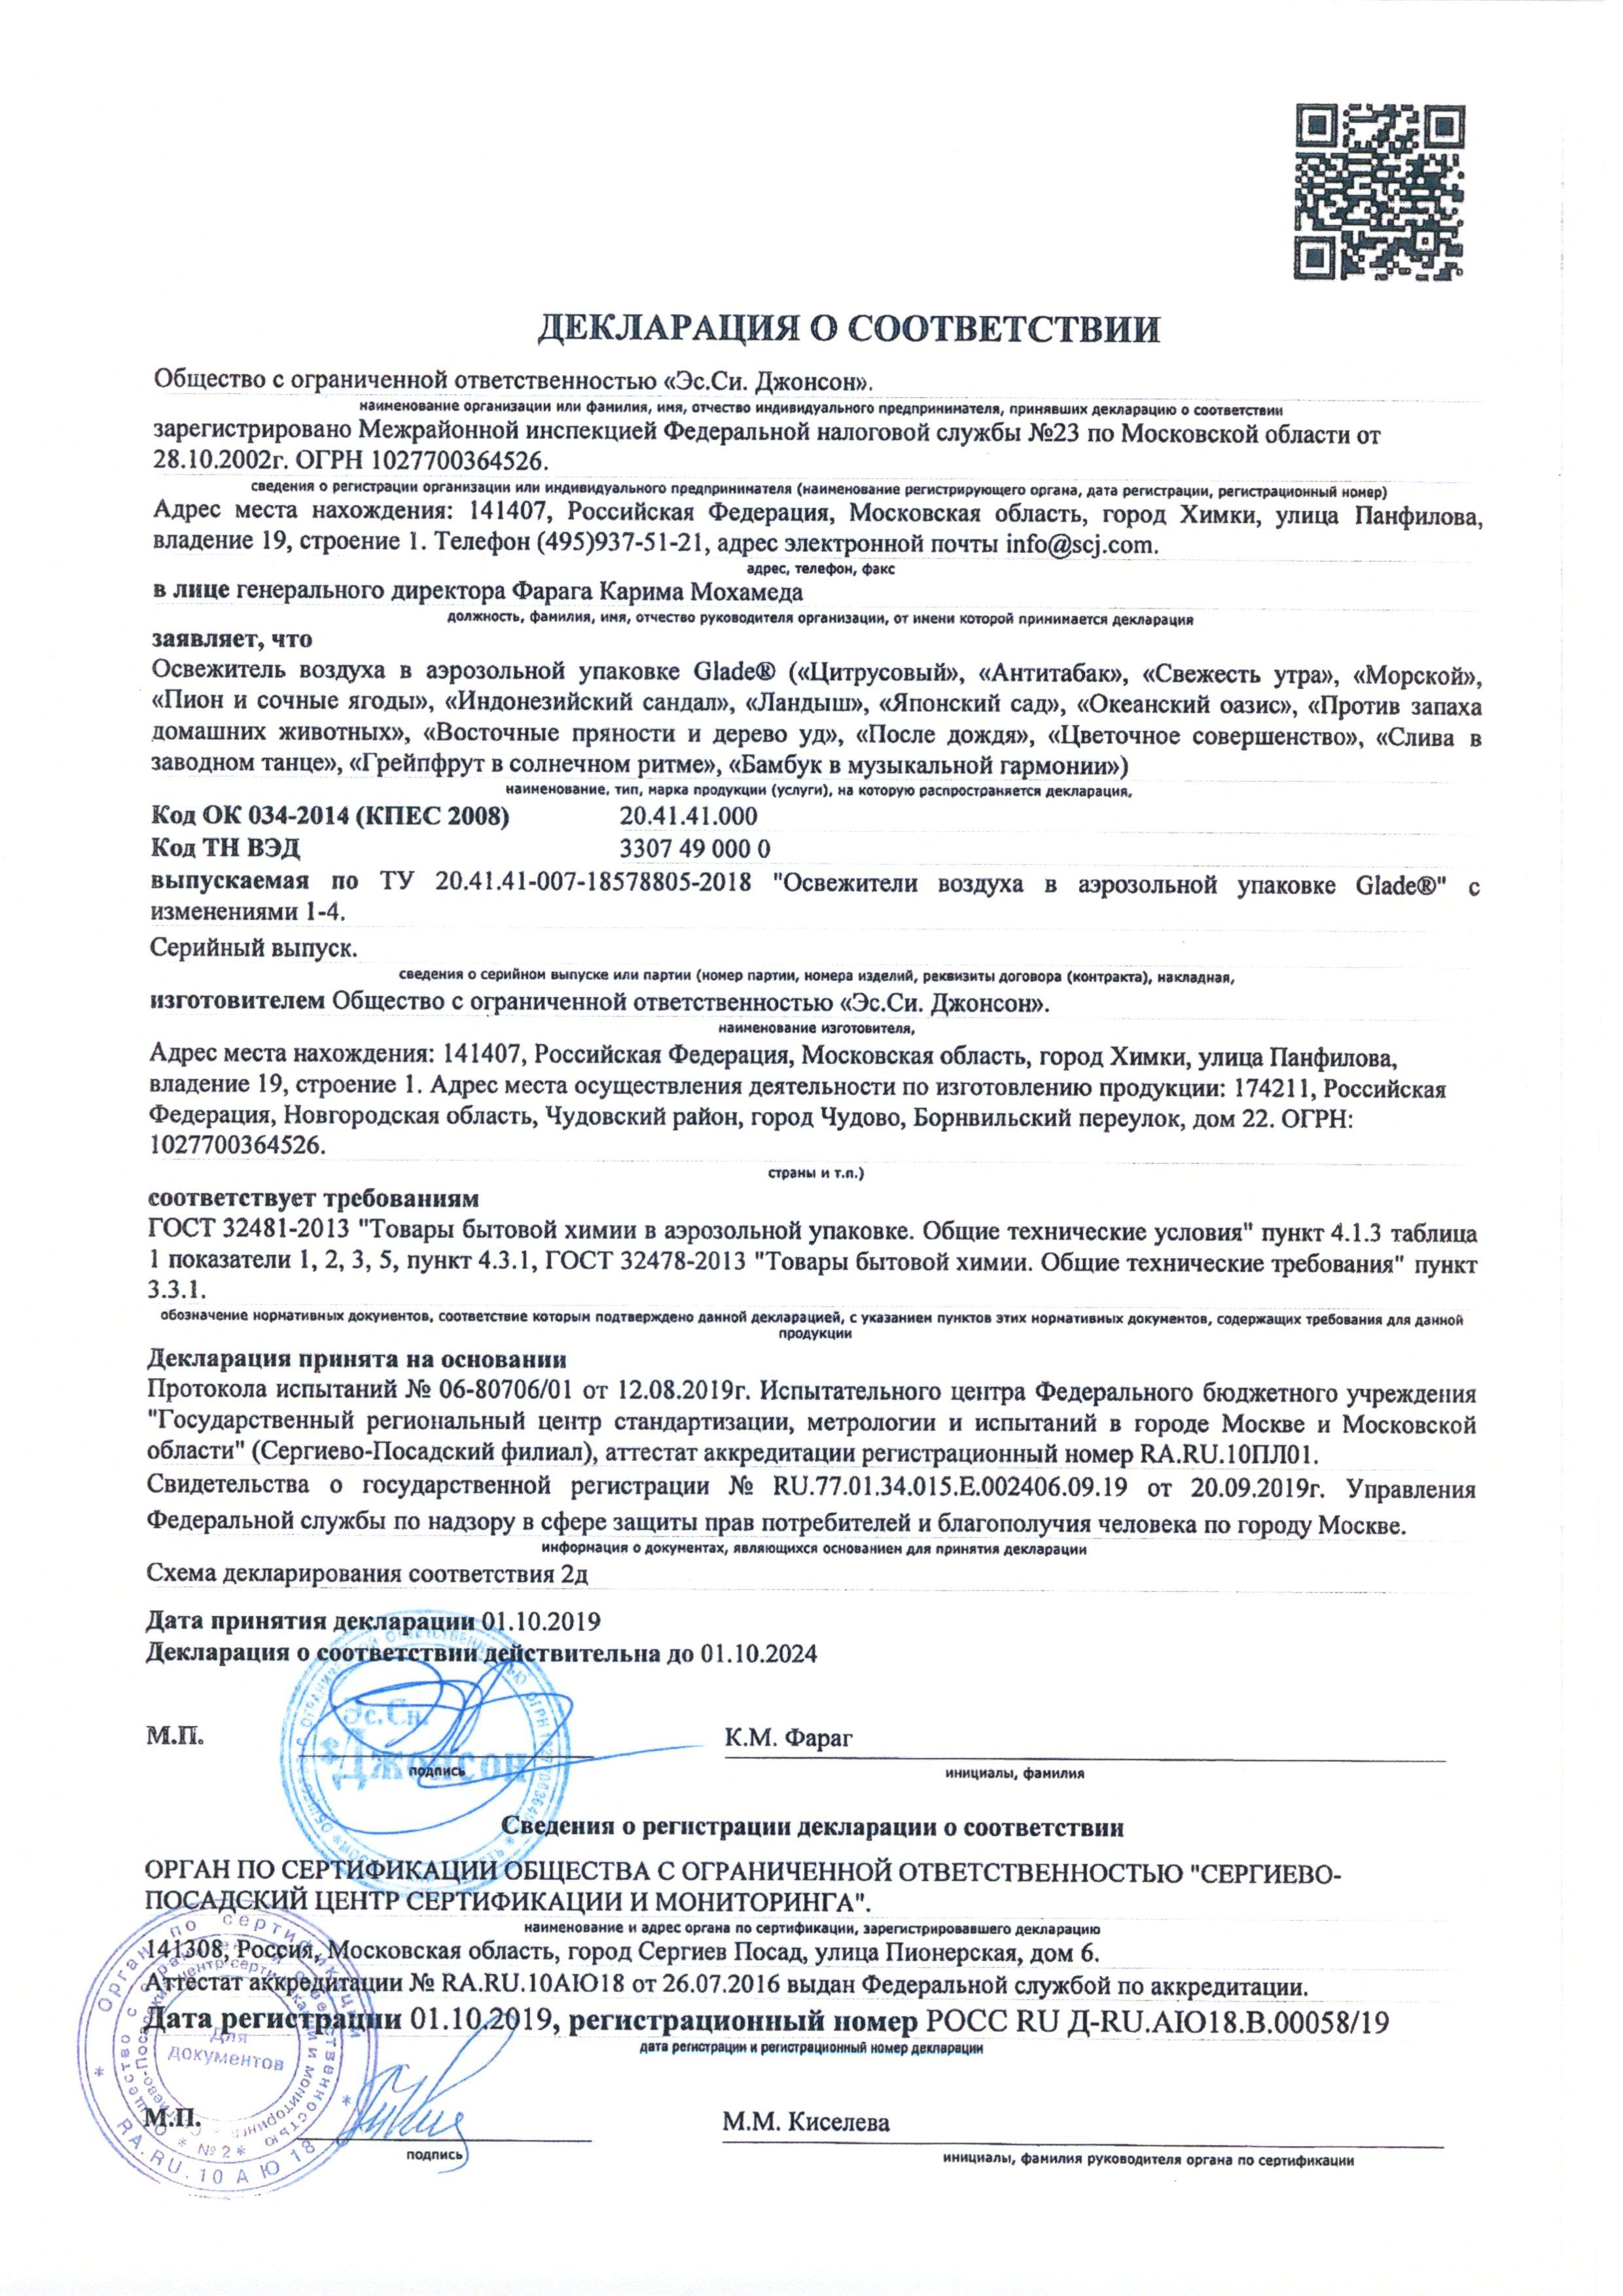 ДЕКЛАРАЦИЯ О СООТВЕТСТВИИ
Общество с ограниченной ответственностью «Эс.Си. Джонсон».
наименование организации или фамилия, имя, отчество индивидуального предпринимателя, принявших декларацию о соответствии
зарегистрировано Межрайонной инспекцией Федеральной налоговой службы №23 по Московской области от
28.10.2002г. ОГРН 1027700364526.
сведения о регистрации организации или индивидуального предпринимателя (наименование регистрирующего органа, дата регистрации, регистрационный номер)
Адрес места нахождения: 141407, Российская Федерация, Московская область, город Химки, улица Панфилова,
владение 19, строение 1. Телефон (495)937-51-21, адрес электронной почты info@scj.com.
адрес, телефон, факс
в лице генерального директора Фарага Карима Мохамеда
должность, фамилия, имя, отчество руководителя организации, от имени которой принимается декларация
заявляет, что
Освежитель воздуха в аэрозольной упаковке Glade® («Цитрусовый», «Антитабак», «Свежесть утра», «Морской»,
«Пион и сочные ягоды», «Индонезийский сандал», «Ландыш», «Японский сад», «Океанский оазис», «Против запаха
домашних животных», «Восточные пряности и дерево уд», «После дождя», «Цветочное совершенство», «Слива в
заводном танце», «Грейпфрут в солнечном ритме», «Бамбук в музыкальной гармонии»)
наименование, тип, марка продукции (услуги), на которую распространяется декларация,
Код ОК 034-2014 (КПЕС 2008) 20.41.41.000
Код ТН ВЭД 3307 49 000 0
выпускаемая по ТУ 20.41.41-007-18578805-2018 "Освежители воздуха в аэрозольной упаковке Glade®" с
изменениями 1-4.
Серийный выпуск.
сведения о серийном выпуске или партии (номер партии, номера изделий, реквизиты договора (контракта), накладная,
изготовителем Общество с ограниченной ответственностью «Эс.Си. Джонсон».
наименование изготовителя,
Адрес места нахождения: 141407, Российская Федерация, Московская область, город Химки, улица Панфилова,
владение 19, строение 1. Адрес места осуществления деятельности по изготовлению продукции: 174211, Российская
Федерация, Новгородская область, Чудовский район, город Чудово, Борнвильский переулок, дом 22. ОГРН:
1027700364526.
страны и т.п.)
соответствует требованиям
ГОСТ 32481-2013 "Товары бытовой химии в аэрозольной упаковке. Общие технические условия" пункт 4.1.3 таблица
1 показатели 1, 2, 3, 5, пункт 4.3.1, ГОСТ 32478-2013 "Товары бытовой химии. Общие технические требования" пункт
3.3.1.
обозначение нормативных документов, соответствие которым подтверждено данной декларацией, с указанием пунктов этих нормативных документов, содержащих требования для данной
продукции
Декларация принята на основании
Протокола испытаний № 06-80706/01 от 12.08.2019г. Испытательного центра Федерального бюджетного учреждения
"Государственный региональный центр стандартизации, метрологии и испытаний в городе Москве и Московской
области" (Сергиево-Посадский филиал), аттестат аккредитации регистрационный номер RA.RU.10ПЛ01.
Свидетельства о государственной регистрации № RU.77.01.34.015.Е.002406.09.19 от 20.09.2019г. Управления
Федеральной службы по надзору в сфере защиты прав потребителей и благополучия человека по городу Москве.
информация о документах, являющихся основанием для принятия декларации
Схема декларирования соответствия 2д
Дата принятия декларации 01.10.2019
Декларация о соответствии действительна до 01.10.2024
Эс.Си.
Джонсон
М.П. К.М. Фараг
подпись инициалы, фамилия
Сведения о регистрации декларации о соответствии
ОРГАН ПО СЕРТИФИКАЦИИ ОБЩЕСТВА С ОГРАНИЧЕННОЙ ОТВЕТСТВЕННОСТЬЮ "СЕРГИЕВО-
ПОСАДСКИЙ ЦЕНТР СЕРТИФИКАЦИИ И МОНИТОРИНГА".
наименование и адрес органа по сертификации, зарегистрировавшего декларацию
141308, Россия, Московская область, город Сергиев Посад, улица Пионерская, дом 6.
Аттестат аккредитации № RA.RU.10АЮ18 от 26.07.2016 выдан Федеральной службой по аккредитации.
Дата регистрации 01.10.2019, регистрационный номер РОСС RU Д-RU.АЮ18.В.00058/19
дата регистрации и регистрационный номер декларации
Орган по сертификации
Для
документов
№ 2
RA.RU.10АЮ18
М.П. М.М. Киселева
подпись инициалы, фамилия руководителя органа по сертификации